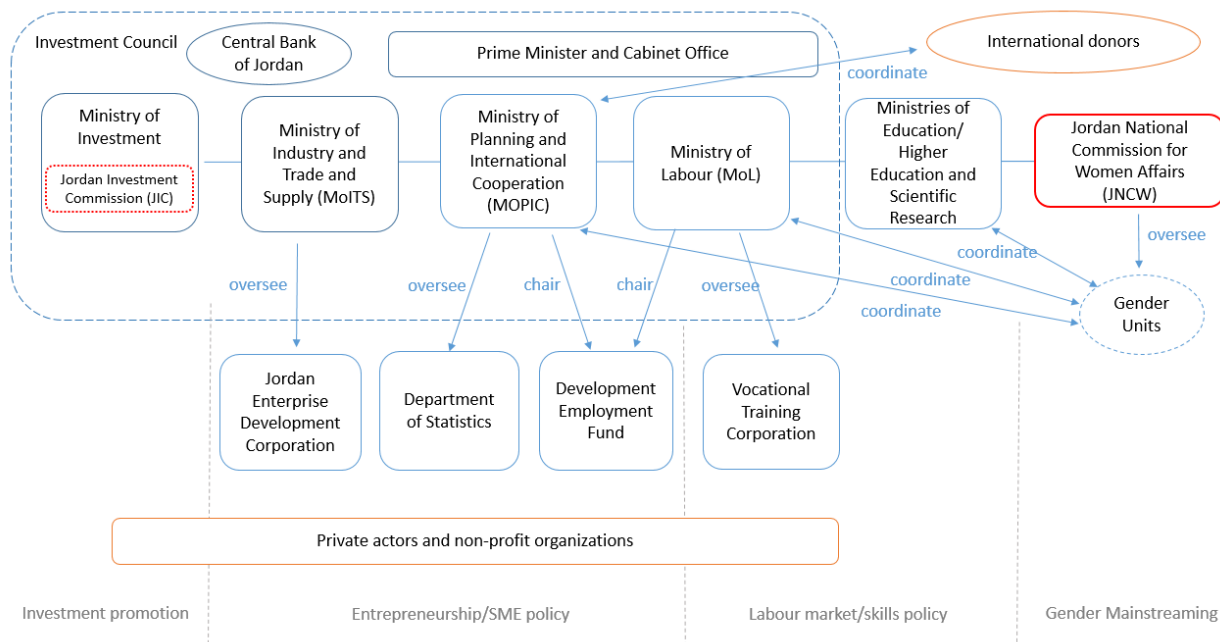 Investment Council
Central Bank
of Jordan
Prime Minister and Cabinet Office
International donors
coordinate
Ministry of
Investment
Jordan Investment
Commission (JIC)
Ministry of
Industry and
Trade and
Supply (MoITS)
Ministry of
Planning and
International
Cooperation
(MOPIC)
Ministry of
Labour (MoL)
Ministries of
Education/
Higher
Education and
Scientific
Research
Jordan National
Commission for
Women Affairs
(JNCW)
oversee
coordinate
oversee
oversee
chair
chair
oversee
coordinate
coordinate
Gender
Units
Jordan
Enterprise
Development
Corporation
Department
of Statistics
Development
Employment
Fund
Vocational
Training
Corporation
Private actors and non-profit organizations
Investment promotion
Entrepreneurship/SME policy
Labour market/skills policy
Gender Mainstreaming